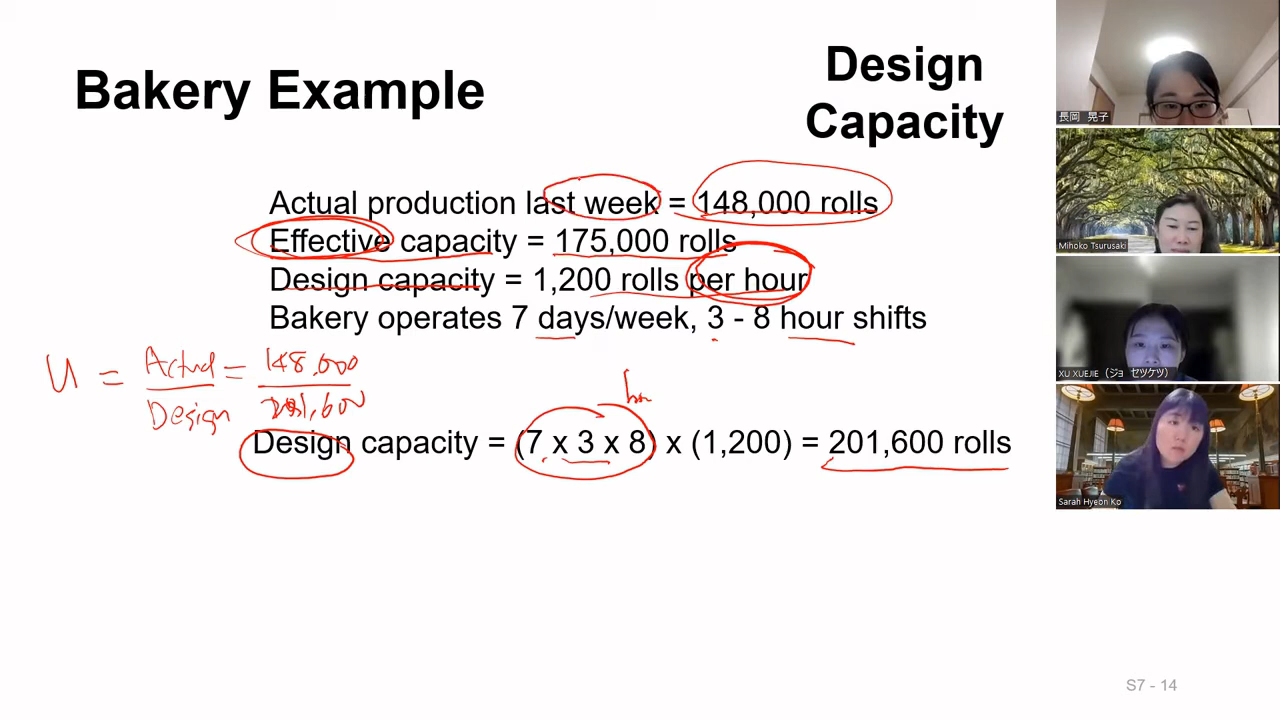 Bakery Example
Design
Capacity
Actual production last week = 148,000 rolls
Effective capacity = 175,000 rolls
Design capacity = 1,200 rolls per hour
Bakery operates 7 days/week, 3 - 8 hour shifts
U = Actual = 148,000
Design 201,600
Design capacity = (7 x 3 x 8) x (1,200) = 201,600 rolls
S7 - 14
長岡 晃子
Mihoko Tsurusaki
XU XUEJIE（ジョ セツケツ）
Sarah Hyeon Ko